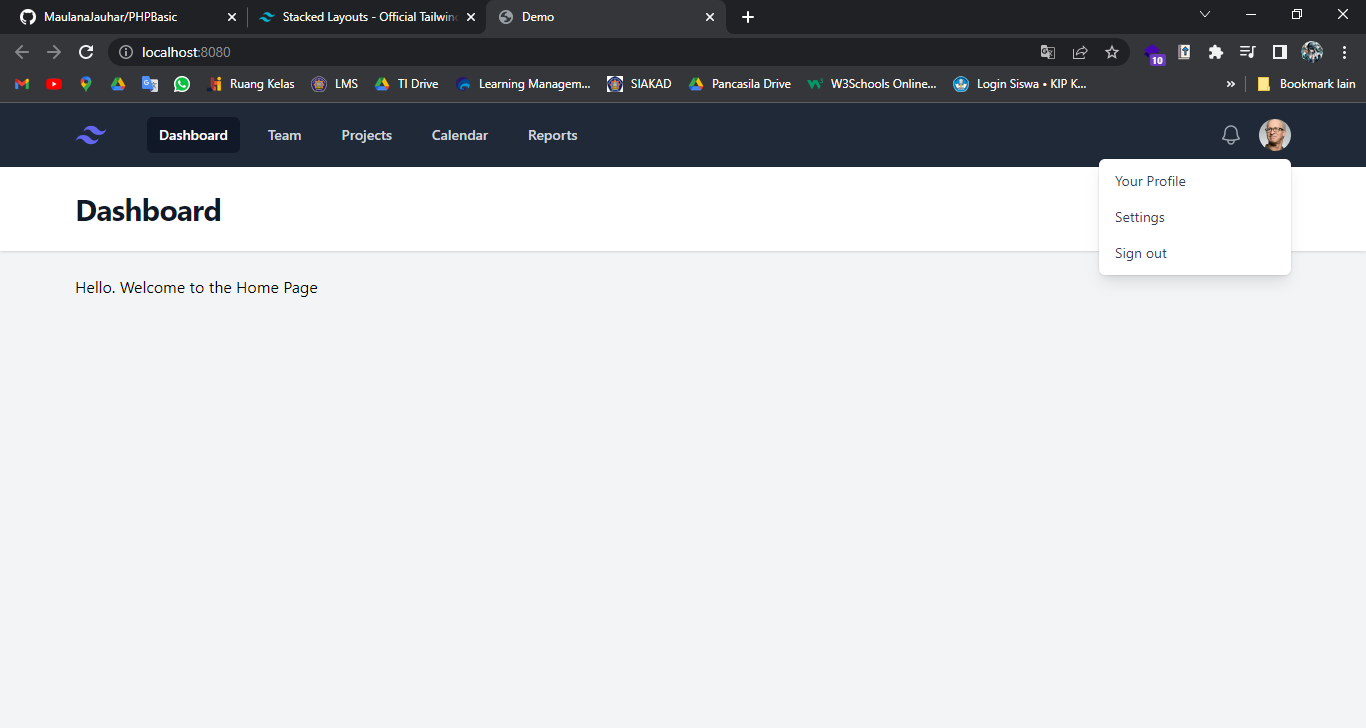 MaulanaJauhar/PHPBasic
Stacked Layouts - Official Tailwin
Demo
localhost:8080
10
Ruang Kelas
LMS
TI Drive
Learning Managem...
SIAKAD
Pancasila Drive
W3Schools Online...
Login Siswa • KIP K...
»
Bookmark lain
Dashboard
Team
Projects
Calendar
Reports
Your Profile
Settings
Sign out
Dashboard
Hello. Welcome to the Home Page